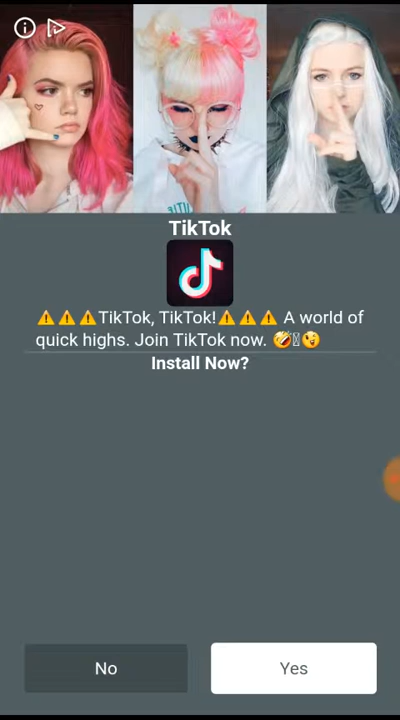 TikTok
⚠️⚠️⚠️TikTok, TikTok!⚠️⚠️⚠️ A world of
quick highs. Join TikTok now. 🤣▯😉
Install Now?
No
Yes